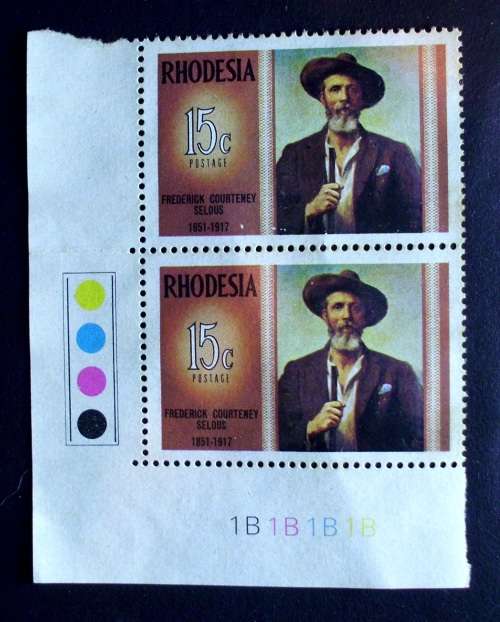 RHODESIA
15c
POSTAGE
FREDERICK COURTENEY
SELOUS
1851-1917
RHODESIA
15c
POSTAGE
FREDERICK COURTENEY
SELOUS
1851-1917
1B 1B 1B 1B